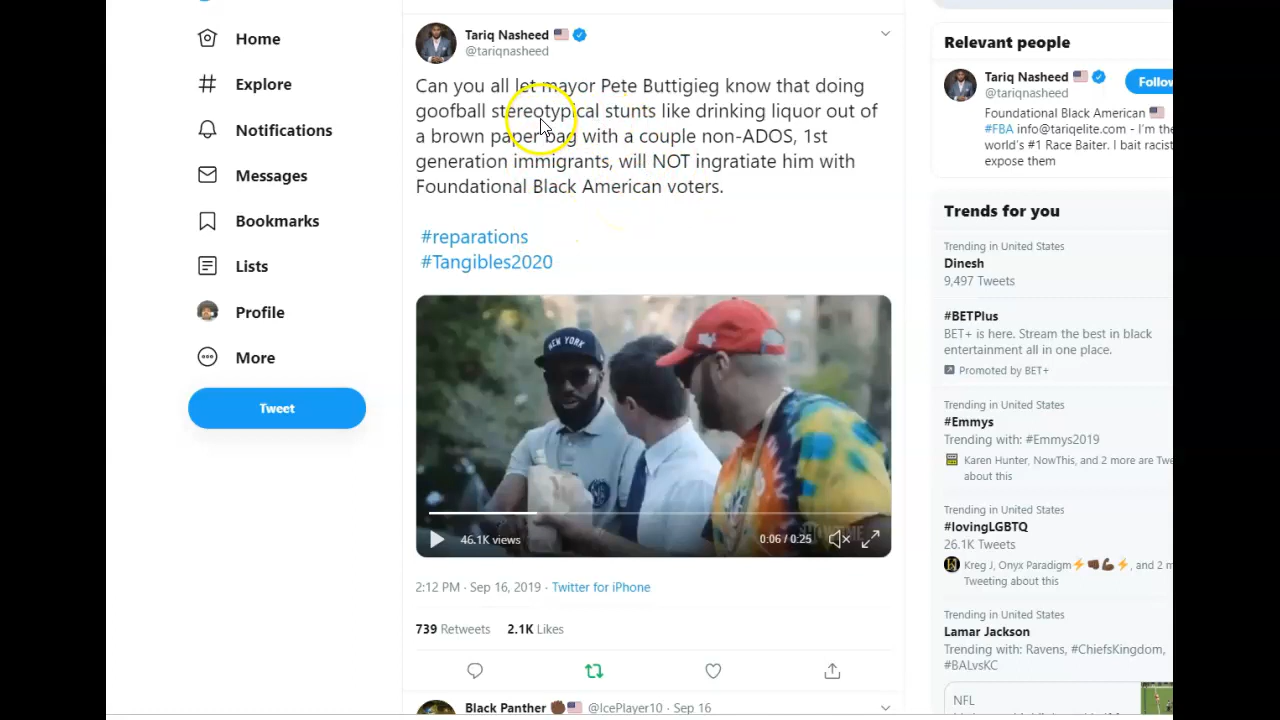 Home
Explore
Notifications
Messages
Bookmarks
Lists
Profile
More
Tweet
Tariq Nasheed
@tariqnasheed
Can you all let mayor Pete Buttigieg know that doing
goofball stereotypical stunts like drinking liquor out of
a brown paper bag with a couple non-ADOS, 1st
generation immigrants, will NOT ingratiate him with
Foundational Black American voters.
#reparations
#Tangibles2020
NEW YORK
SHOWTIME
46.1K views
0:06 / 0:25
2:12 PM · Sep 16, 2019 · Twitter for iPhone
739 Retweets 2.1K Likes
Black Panther @IcePlayer10 · Sep 16
Relevant people
Tariq Nasheed
@tariqnasheed
Follow
Foundational Black American
#FBA info@tariqelite.com - I'm the
world's #1 Race Baiter. I bait racist
expose them
Trends for you
Trending in United States
Dinesh
9,497 Tweets
#BETPlus
BET+ is here. Stream the best in black
entertainment all in one place.
Promoted by BET+
Trending in United States
#Emmys
Trending with: #Emmys2019
Karen Hunter, NowThis, and 2 more are Twe
about this
Trending in United States
#lovingLGBTQ
26.1K Tweets
Kreg J, Onyx Paradigm⚡, and 2 m
Tweeting about this
Trending in United States
Lamar Jackson
Trending with: Ravens, #ChiefsKingdom,
#BALvsKC
NFL